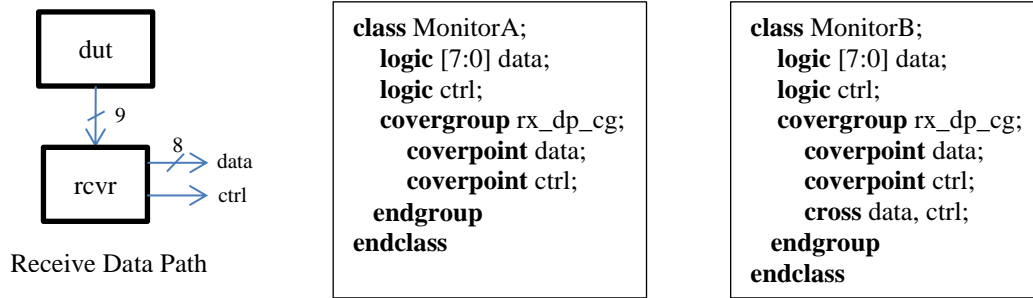 dut
9
rcvr
8
data
ctrl
Receive Data Path
class MonitorA;
logic [7:0] data;
logic ctrl;
covergroup rx_dp_cg;
coverpoint data;
coverpoint ctrl;
endgroup
endclass
class MonitorB;
logic [7:0] data;
logic ctrl;
covergroup rx_dp_cg;
coverpoint data;
coverpoint ctrl;
cross data, ctrl;
endgroup
endclass